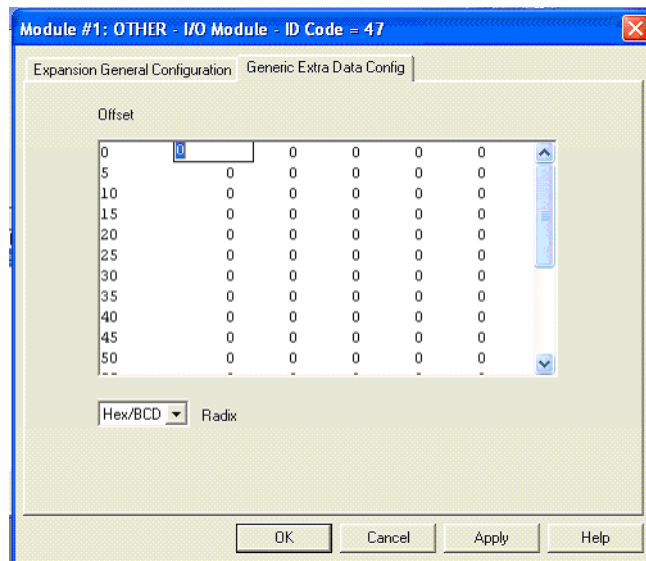 Module #1: OTHER - I/O Module - ID Code = 47
Expansion General Configuration Generic Extra Data Config
Offset
0 0 0 0 0 0
5 0 0 0 0 0
10 0 0 0 0 0
15 0 0 0 0 0
20 0 0 0 0 0
25 0 0 0 0 0
30 0 0 0 0 0
35 0 0 0 0 0
40 0 0 0 0 0
45 0 0 0 0 0
50 0 0 0 0 0
Hex/BCD Radix
OK Cancel Apply Help